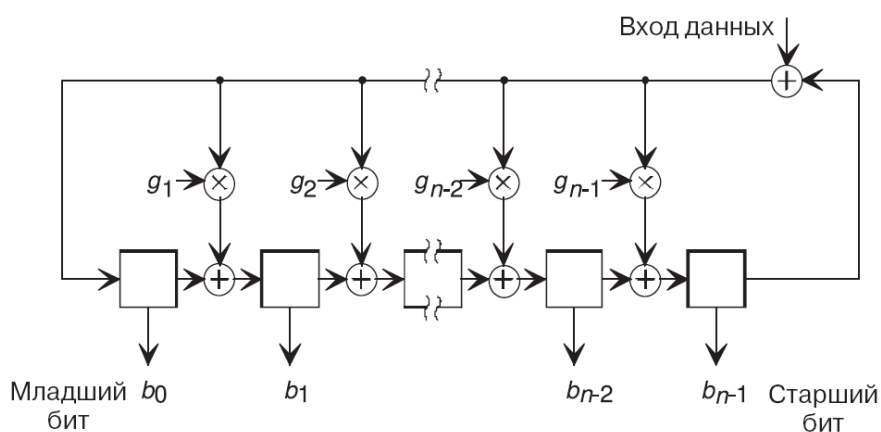 Вход данных
g1 g2 gn-2 gn-1
b0 b1 bn-2 bn-1
Младший бит
Старший бит